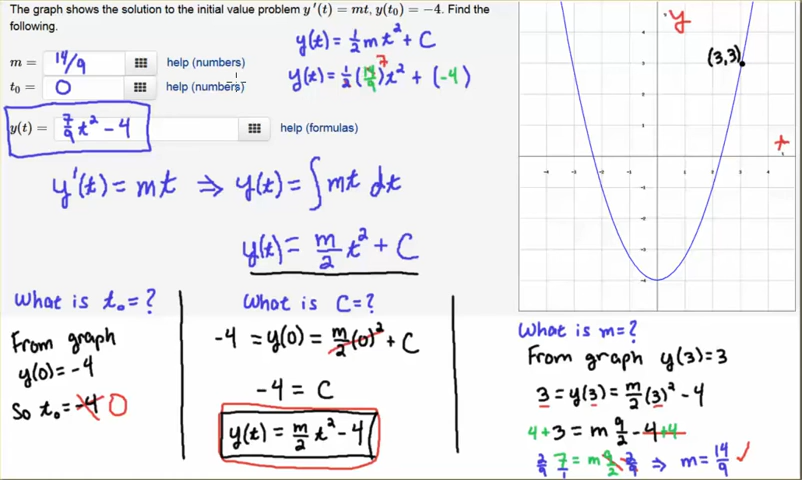 The graph shows the solution to the initial value problem y′(t) = mt, y(t₀) = −4. Find the
following.
m = 14/9 help (numbers)
t₀ = 0 help (numbers)
y(t) = 7/9 t² − 4 help (formulas)
y(t) = 1/2 mt² + C
7
y(t) = 1/2 (14/9) t² + (−4)
y′(t) = mt ⇒ y(t) = ∫ mt dt
y(t) = m/2 t² + C
What is t₀ = ?
From graph
y(0) = −4
So t₀ = −4 0
What is C = ?
−4 = y(0) = m/2 (0)² + C
−4 = C
y(t) = m/2 t² − 4
y
(3,3)
t
What is m = ?
From graph y(3) = 3
3 = y(3) = m/2 (3)² − 4
4 + 3 = m 9/2 − 4 + 4
2/9 7/1 = m 9/2 2/9 ⇒ m = 14/9 ✓